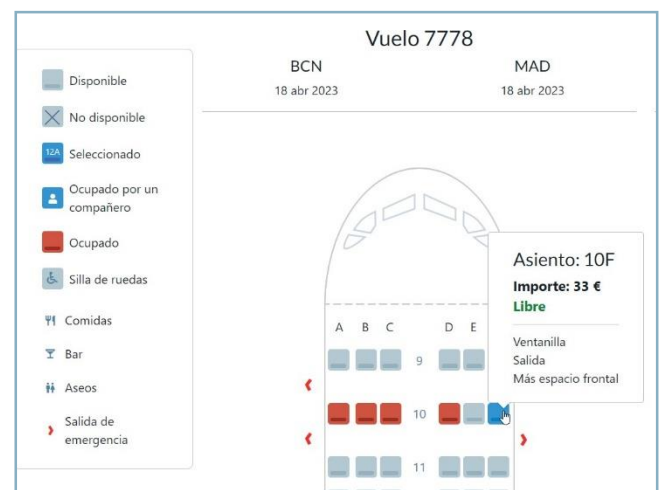 Vuelo 7778
BCN
18 abr 2023
MAD
18 abr 2023
Disponible
No disponible
12A
Seleccionado
Ocupado por un
compañero
Ocupado
Silla de ruedas
Comidas
Bar
Aseos
Salida de
emergencia
Asiento: 10F
Importe: 33 €
Libre
Ventanilla
Salida
Más espacio frontal
A B C D E
9
10
11